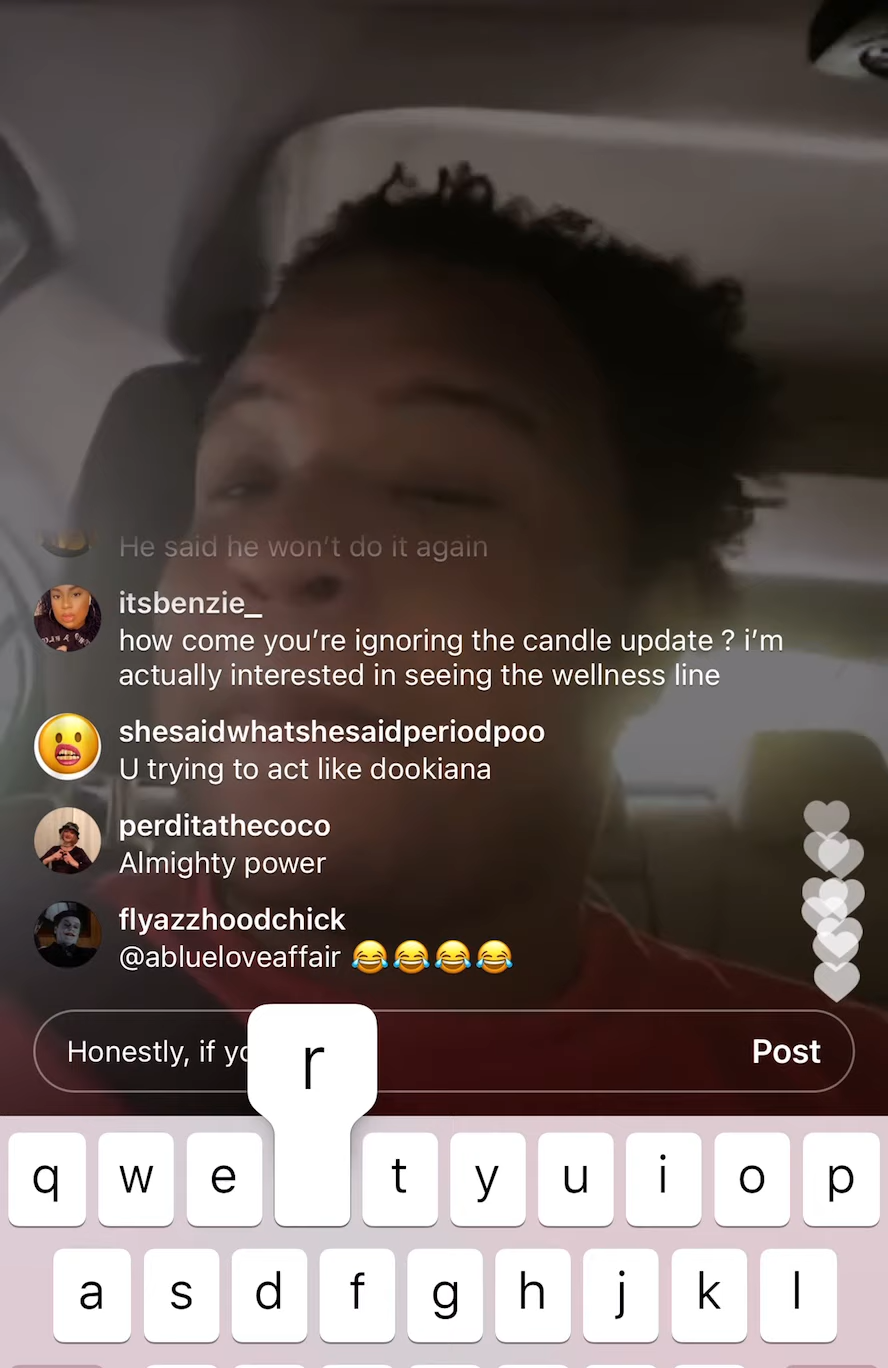 He said he won’t do it again
itsbenzie_
how come you’re ignoring the candle update ? i’m
actually interested in seeing the wellness line
shesaidwhatshesaidperiodpoo
U trying to act like dookiana
perditathecoco
Almighty power
flyazzhoodchick
@ablueloveaffair 😂😂😂😂
Honestly, if yo
Post
r
q w e t y u i o p
a s d f g h j k l